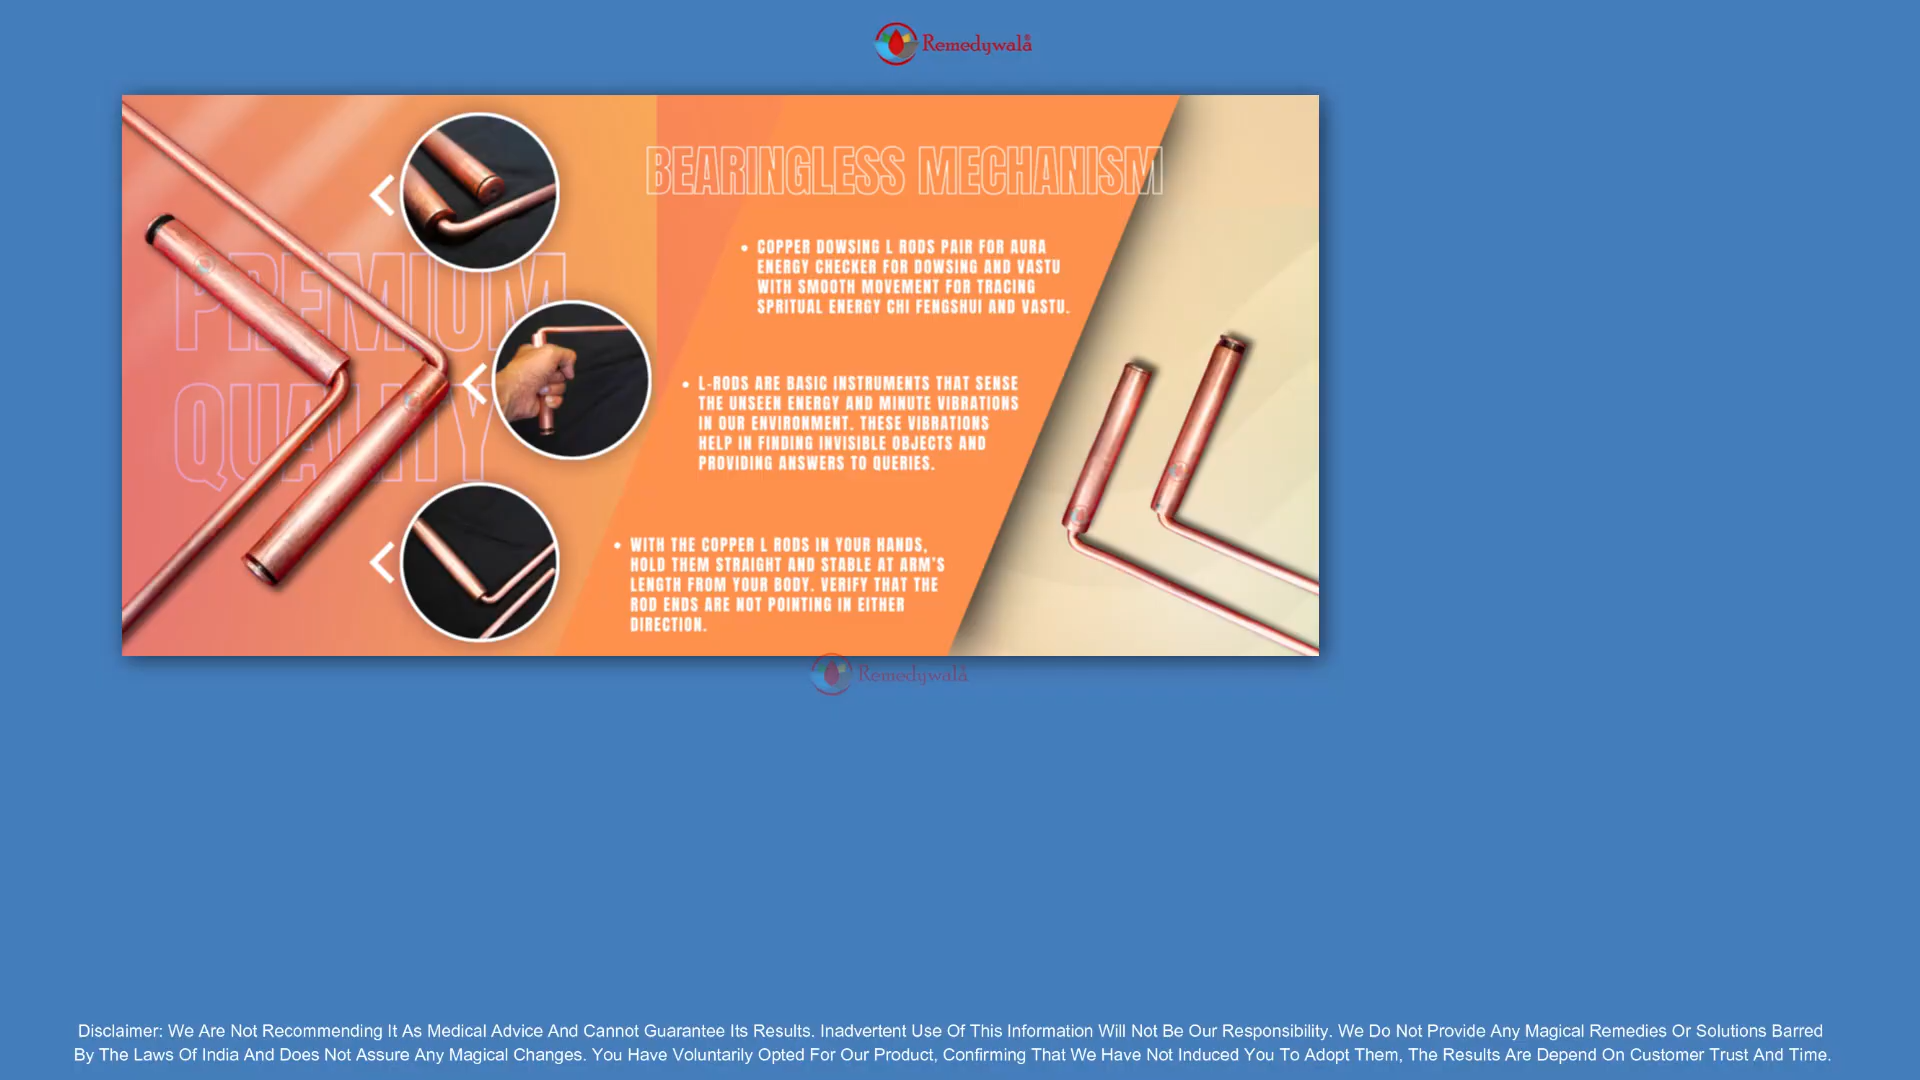 Remedywalå
PREMIUM
QUALITY
BEARINGLESS MECHANISM
• COPPER DOWSING L RODS PAIR FOR AURA
ENERGY CHECKER FOR DOWSING AND VASTU
WITH SMOOTH MOVEMENT FOR TRACING
SPRITUAL ENERGY CHI FENGSHUI AND VASTU.
• L-RODS ARE BASIC INSTRUMENTS THAT SENSE
THE UNSEEN ENERGY AND MINUTE VIBRATIONS
IN OUR ENVIRONMENT. THESE VIBRATIONS
HELP IN FINDING INVISIBLE OBJECTS AND
PROVIDING ANSWERS TO QUERIES.
• WITH THE COPPER L RODS IN YOUR HANDS,
HOLD THEM STRAIGHT AND STABLE AT ARM'S
LENGTH FROM YOUR BODY. VERIFY THAT THE
ROD ENDS ARE NOT POINTING IN EITHER
DIRECTION.
Remedywalå
Disclaimer: We Are Not Recommending It As Medical Advice And Cannot Guarantee Its Results. Inadvertent Use Of This Information Will Not Be Our Responsibility. We Do Not Provide Any Magical Remedies Or Solutions Barred
By The Laws Of India And Does Not Assure Any Magical Changes. You Have Voluntarily Opted For Our Product, Confirming That We Have Not Induced You To Adopt Them, The Results Are Depend On Customer Trust And Time.